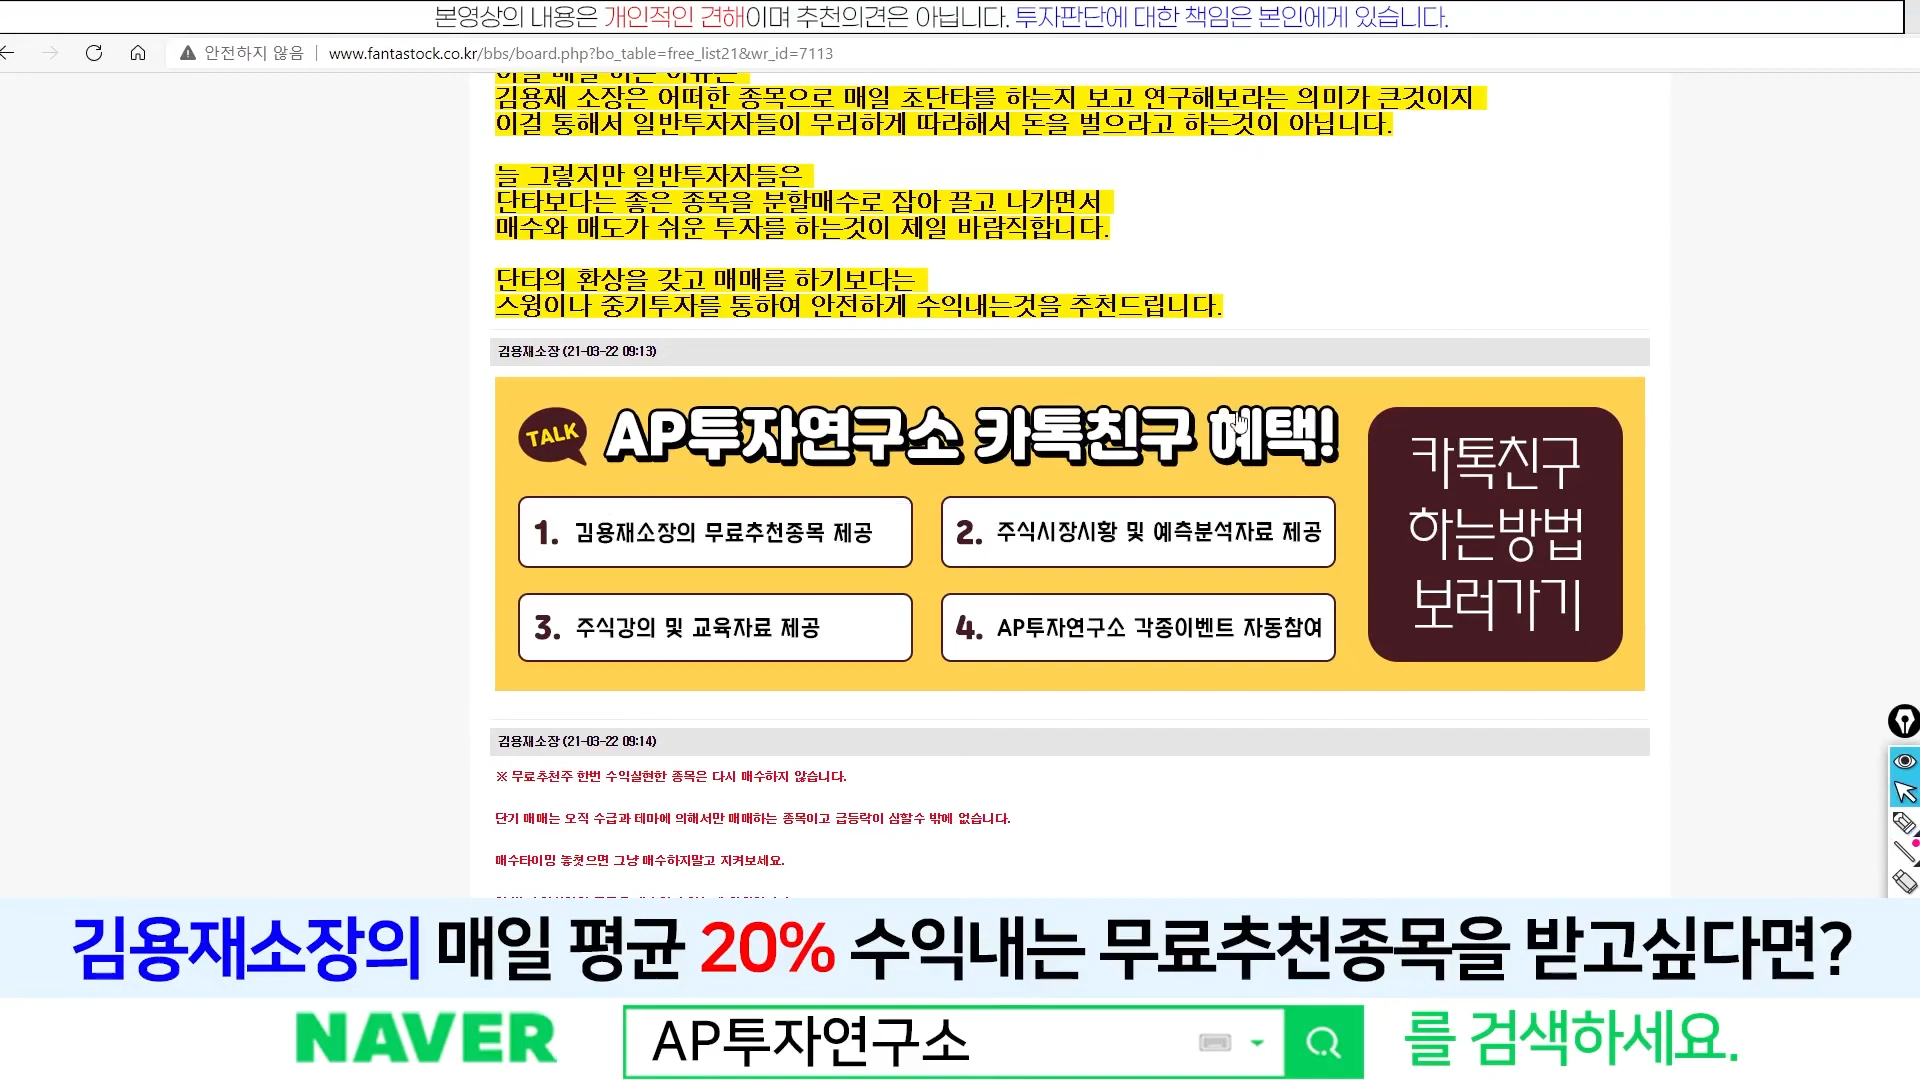 본영상의 내용은 개인적인 견해이며 추천의견은 아닙니다. 투자판단에 대한 책임은 본인에게 있습니다.
안전하지 않음 | www.fantastock.co.kr/bbs/board.php?bo_table=free_list21&wr_id=7113
이걸 매일 하는 이유는
김용재 소장은 어떠한 종목으로 매일 초단타를 하는지 보고 연구해보라는 의미가 큰것이지
이걸 통해서 일반투자자들이 무리하게 따라해서 돈을 벌으라고 하는것이 아닙니다.
늘 그렇지만 일반투자자들은
단타보다는 좋은 종목을 분할매수로 잡아 끌고 나가면서
매수와 매도가 쉬운 투자를 하는것이 제일 바람직합니다.
단타의 환상을 갖고 매매를 하기보다는
스윙이나 중기투자를 통하여 안전하게 수익내는것을 추천드립니다.
김용재소장 (21-03-22 09:13)
TALK AP투자연구소 카톡친구 혜택!
1. 김용재소장의 무료추천종목 제공
2. 주식시장시황 및 예측분석자료 제공
3. 주식강의 및 교육자료 제공
4. AP투자연구소 각종이벤트 자동참여
카톡친구
하는방법
보러가기
김용재소장 (21-03-22 09:14)
※ 무료추천주 한번 수익실현한 종목은 다시 매수하지 않습니다.
단기 매매는 오직 수급과 테마에 의해서만 매매하는 종목이고 급등락이 심할수 밖에 없습니다.
매수타이밍 놓쳣으면 그냥 매수하지말고 지켜보세요.
김용재소장의 매일 평균 20% 수익내는 무료추천종목을 받고싶다면?
NAVER AP투자연구소 를 검색하세요.